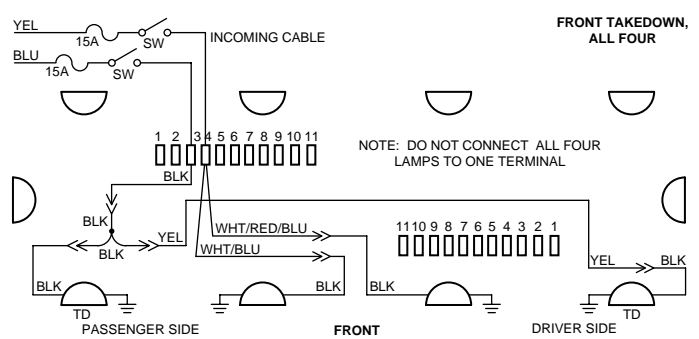 YEL
15A
SW
INCOMING CABLE
FRONT TAKEDOWN,
ALL FOUR
BLU
15A
SW
1 2 3 4 5 6 7 8 9 10 11
NOTE: DO NOT CONNECT ALL FOUR
LAMPS TO ONE TERMINAL
BLK
BLK
BLK
YEL
WHT/RED/BLU
WHT/BLU
11 10 9 8 7 6 5 4 3 2 1
YEL
BLK
BLK
BLK
BLK
TD
TD
PASSENGER SIDE
FRONT
DRIVER SIDE